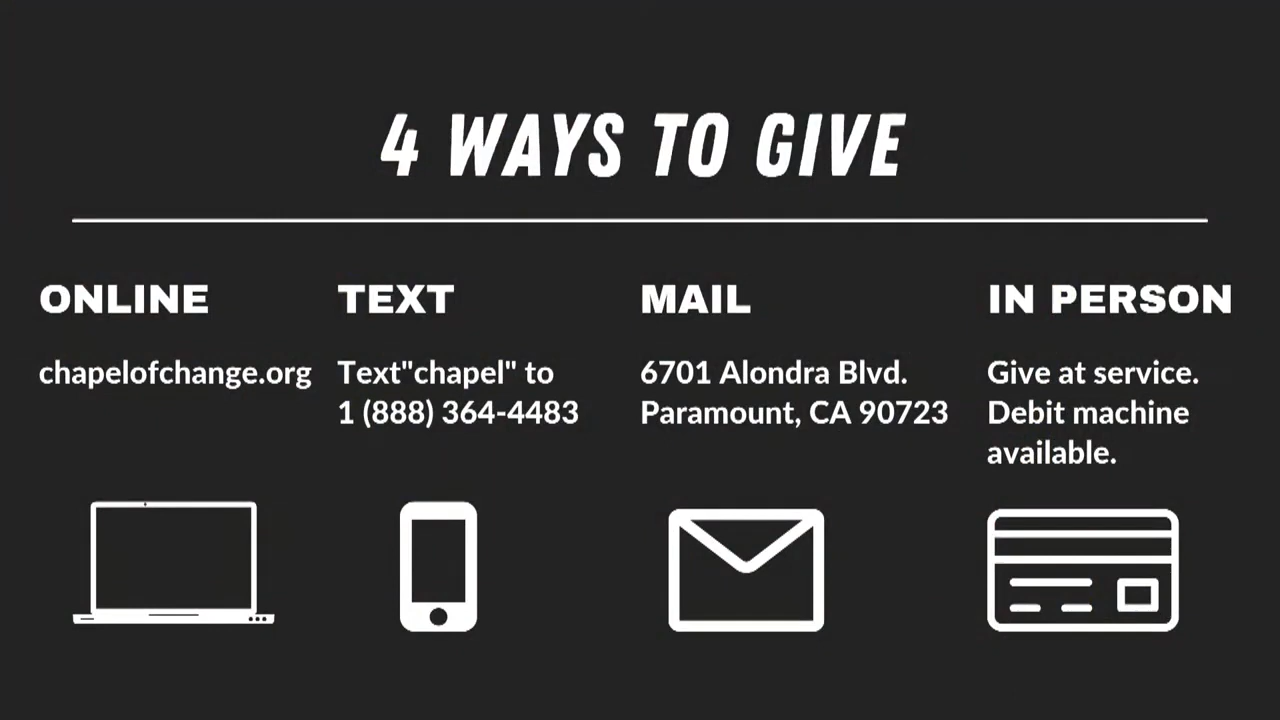 4 WAYS TO GIVE
ONLINE
chapelofchange.org
TEXT
Text"chapel" to
1 (888) 364-4483
MAIL
6701 Alondra Blvd.
Paramount, CA 90723
IN PERSON
Give at service.
Debit machine
available.